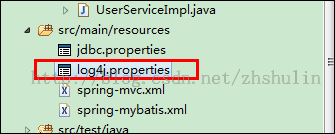 UserServiceImpl.java
src/main/resources
jdbc.properties
log4j.properties
http://blog.csdn.net/zhshulin
spring-mvc.xml
spring-mybatis.xml
src/test/java